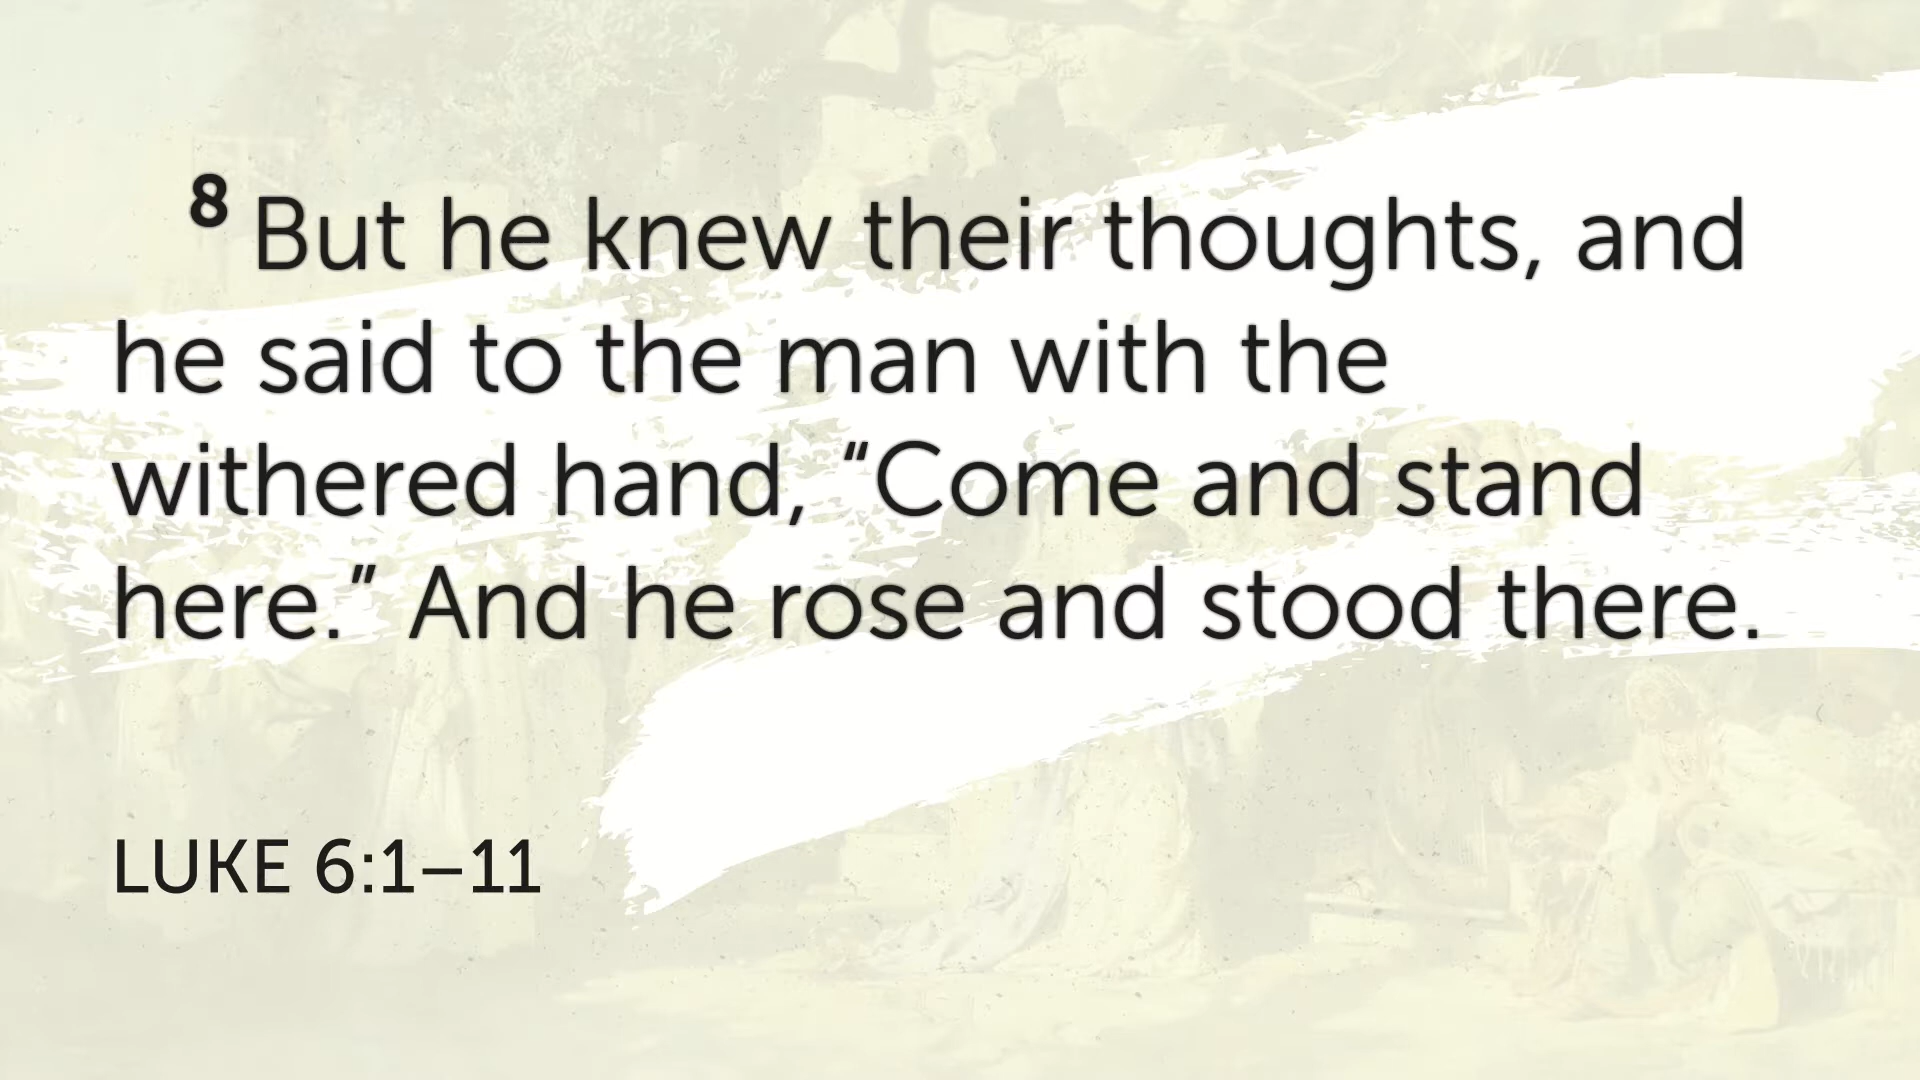 8 But he knew their thoughts, and
he said to the man with the
withered hand, “Come and stand
here.” And he rose and stood there.
LUKE 6:1–11